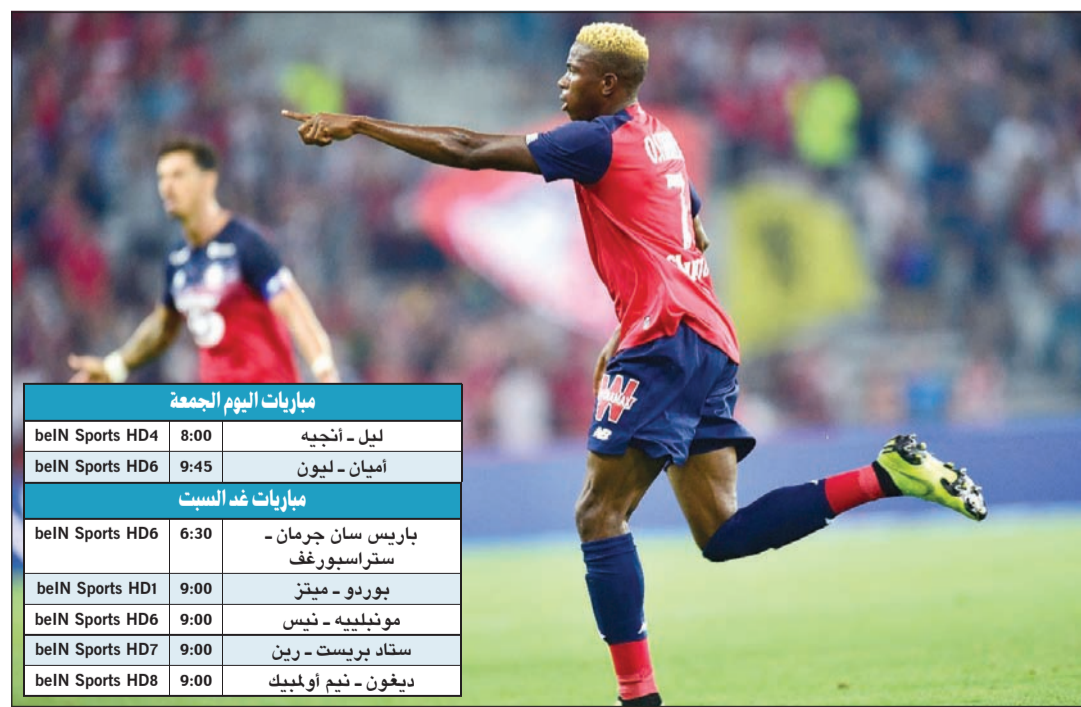 مباريات اليوم الجمعة
ليل ـ أنجيه 8:00 beIN Sports HD4
أميان ـ ليون 9:45 beIN Sports HD6
مباريات غد السبت
باريس سان جرمان ـ 6:30 beIN Sports HD6
ستراسبورغف
بوردو ـ ميتز 9:00 beIN Sports HD1
مونبلييه ـ نيس 9:00 beIN Sports HD6
ستاد بريست ـ رين 9:00 beIN Sports HD7
ديغون ـ نيم أولمبيك 9:00 beIN Sports HD8
7
W
NB